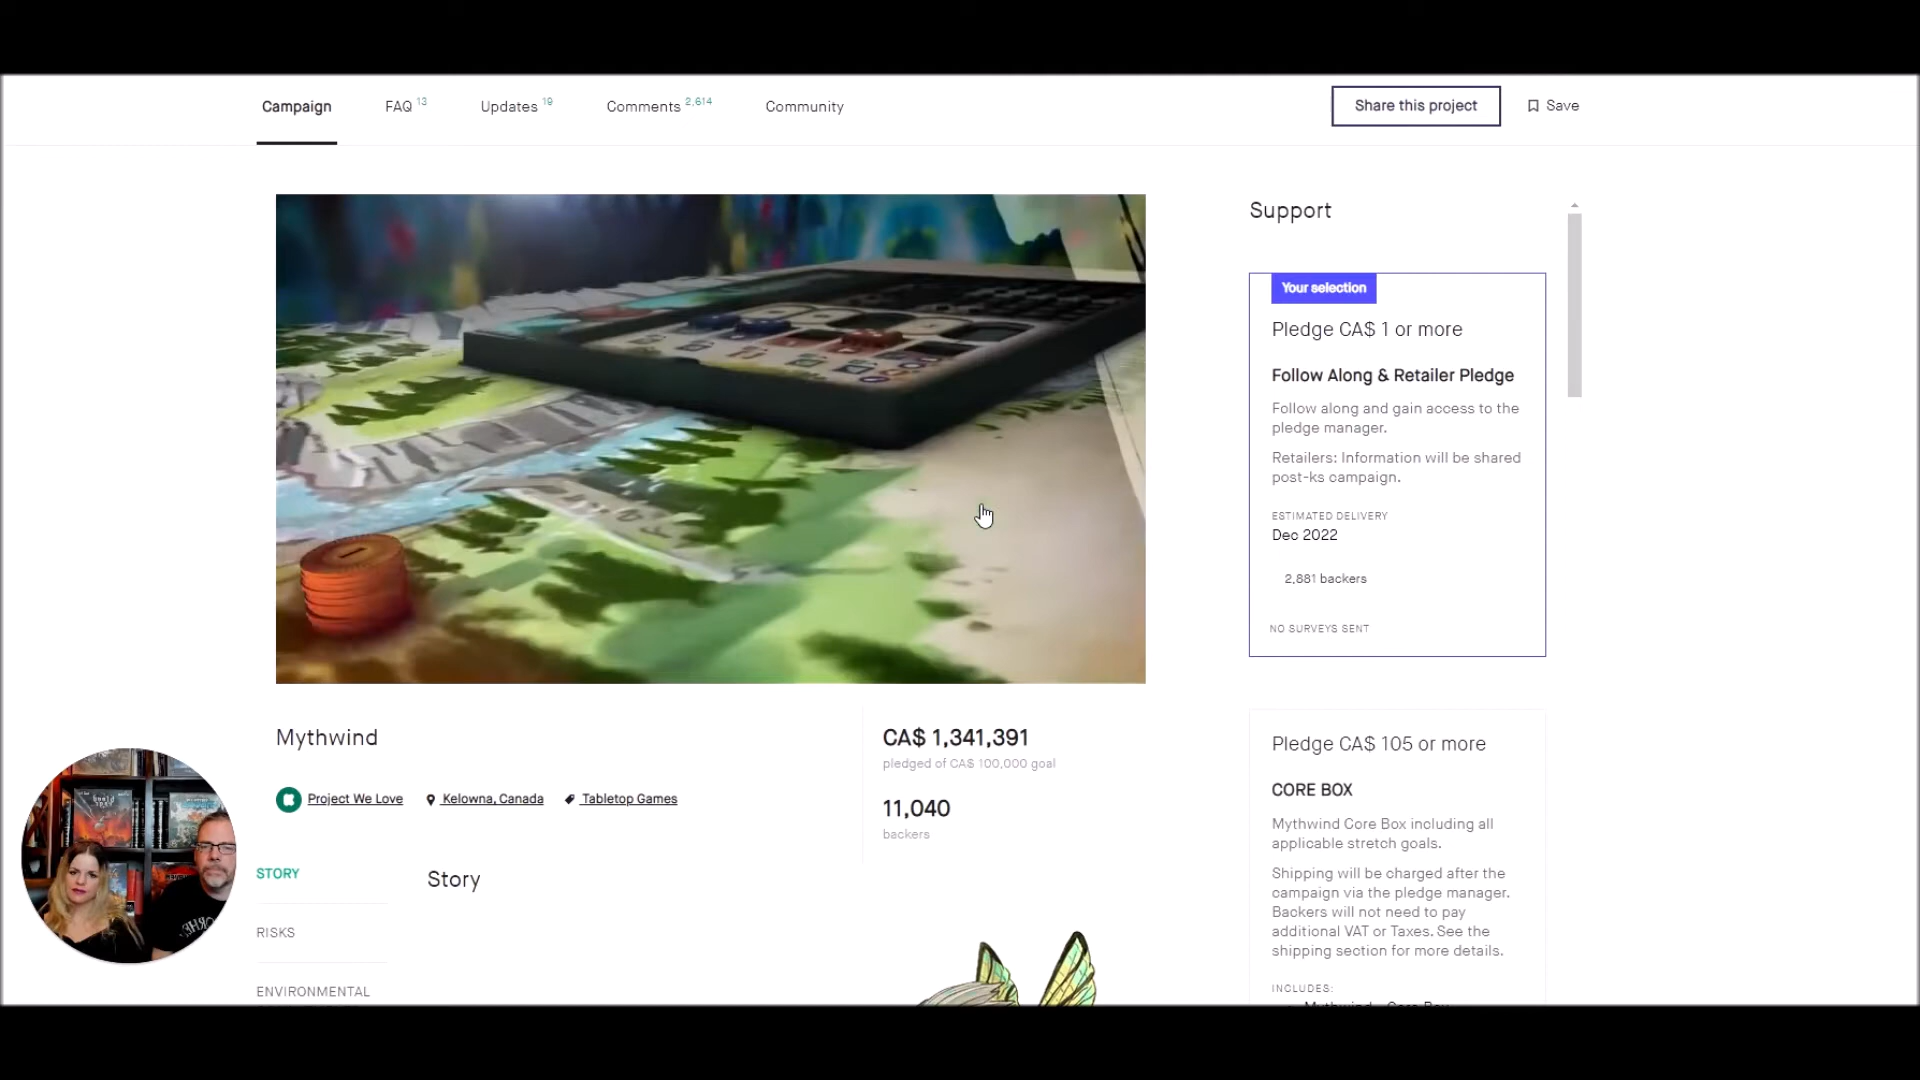 Campaign
FAQ 13
Updates 19
Comments 2,614
Community
Share this project
Save
Support
Your selection
Pledge CA$ 1 or more
Follow Along & Retailer Pledge
Follow along and gain access to the
pledge manager.
Retailers: Information will be shared
post-ks campaign.
ESTIMATED DELIVERY
Dec 2022
2,881 backers
NO SURVEYS SENT
Mythwind
CA$ 1,341,391
pledged of CA$ 100,000 goal
Project We Love
Kelowna, Canada
Tabletop Games
11,040
backers
STORY
Story
RISKS
ENVIRONMENTAL
Pledge CA$ 105 or more
CORE BOX
Mythwind Core Box including all
applicable stretch goals.
Shipping will be charged after the
campaign via the pledge manager.
Backers will not need to pay
additional VAT or Taxes. See the
shipping section for more details.
INCLUDES:
Mythwind - Core Box